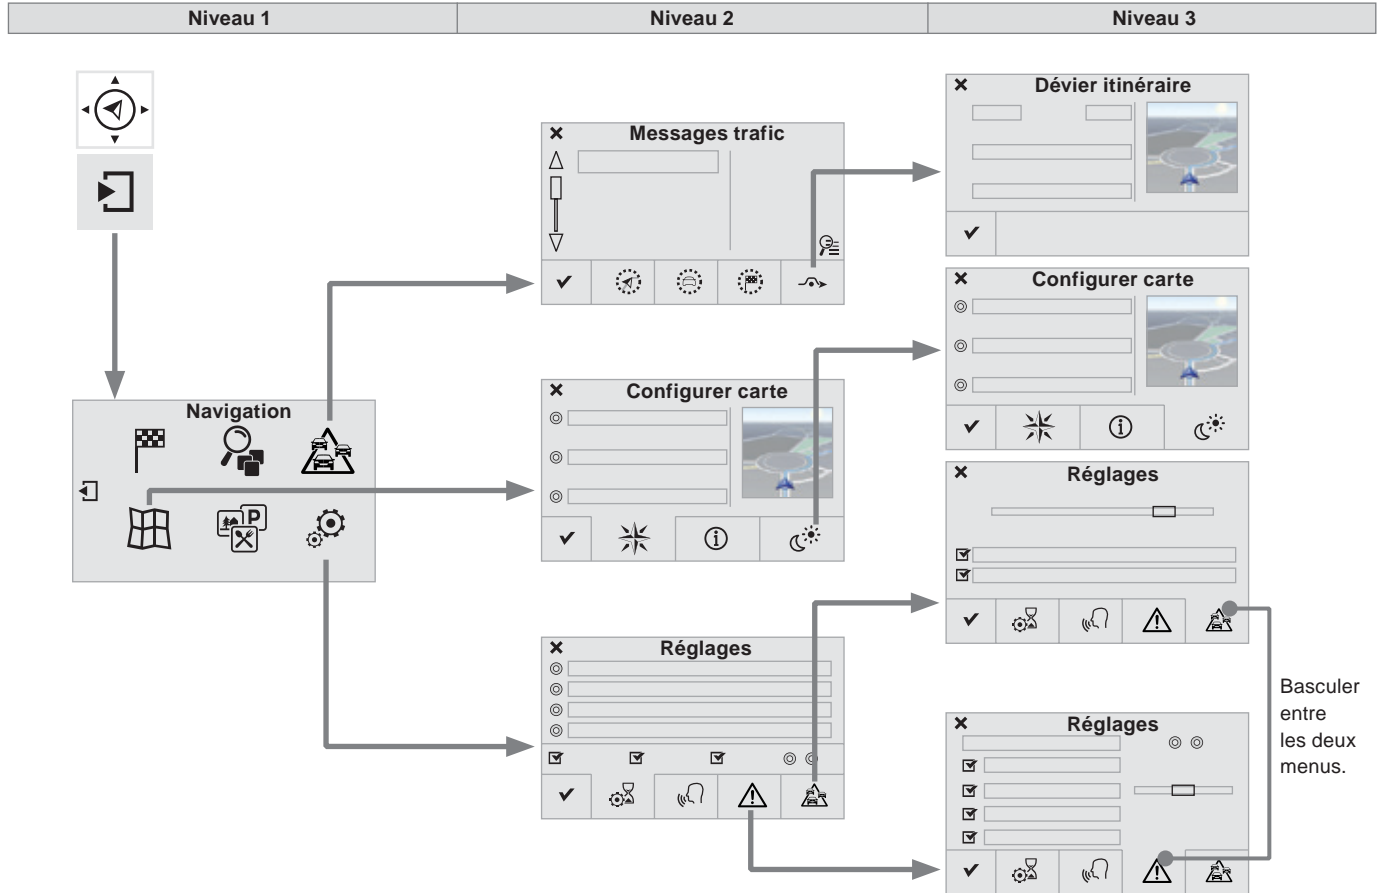 Niveau 1
Niveau 2
Niveau 3
Dévier itinéraire
Messages trafic
Configurer carte
Configurer carte
Navigation
P
Réglages
Réglages
Réglages
Basculer
entre
les deux
menus.